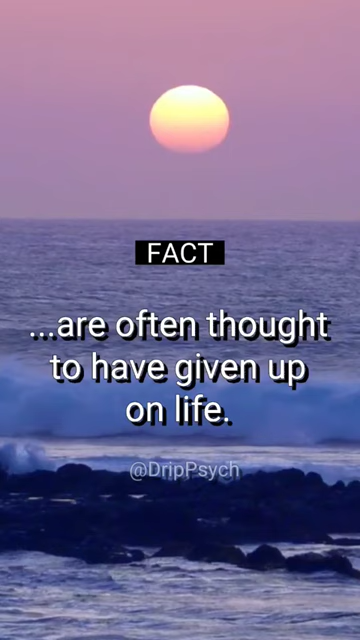 FACT
...are often thought
to have given up
on life.
@DripPsych